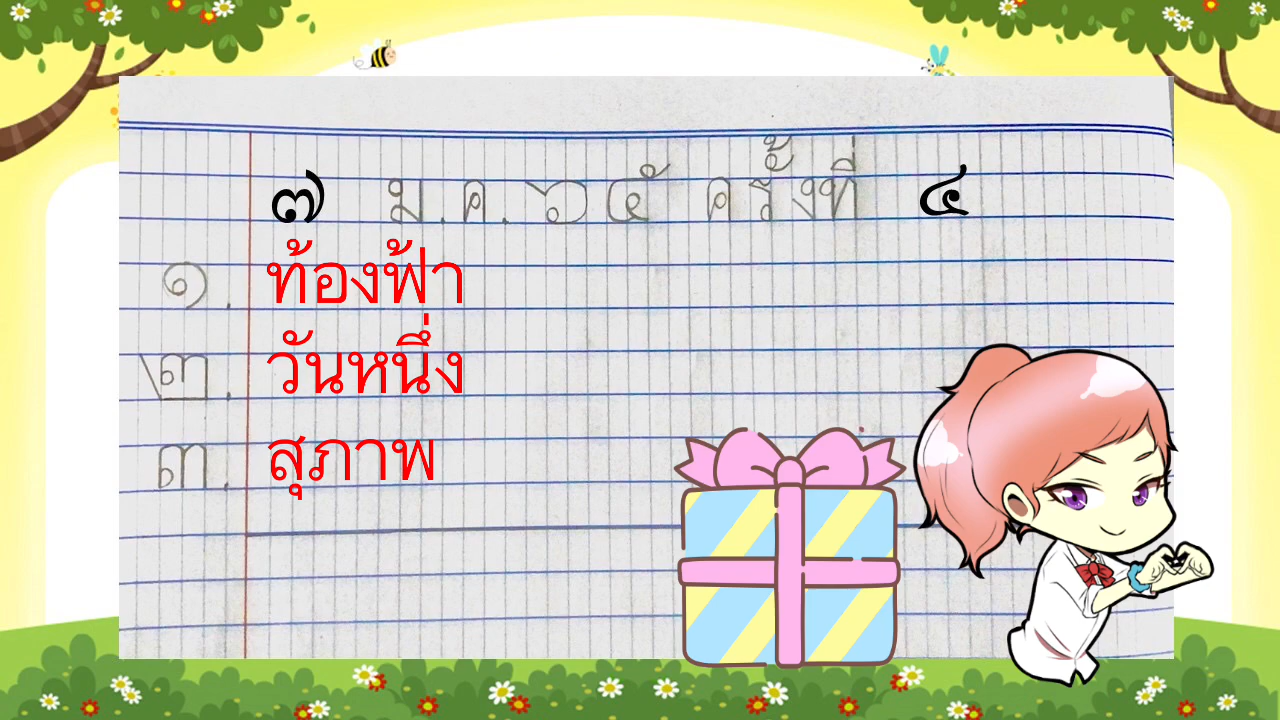 ๗ ม.ค.๖๕ ครั้งที่ ๔
๑. ท้องฟ้า
๒. วันหนึ่ง
๓. สุภาพ